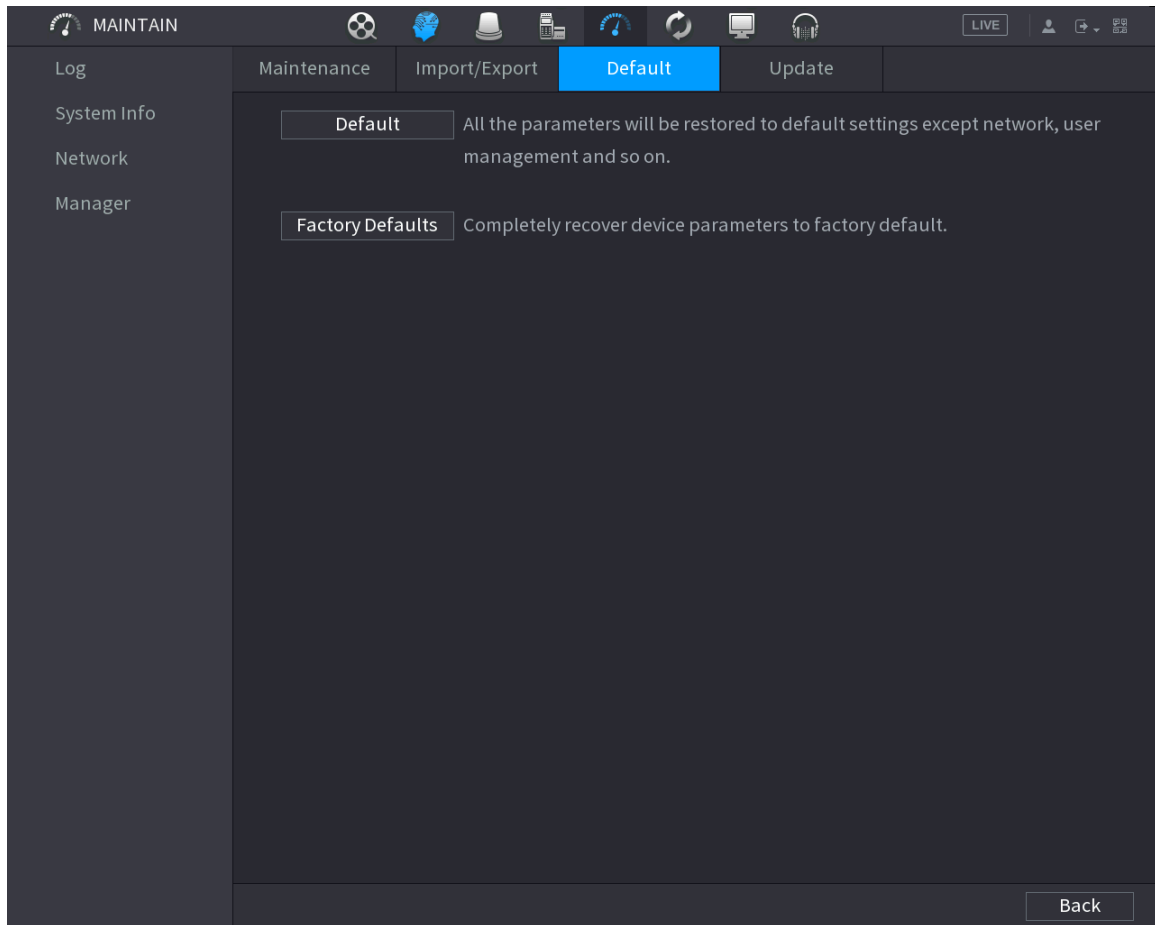 MAINTAIN
LIVE
Log
System Info
Network
Manager
Maintenance
Import/Export
Default
Update
Default
All the parameters will be restored to default settings except network, user
management and so on.
Factory Defaults
Completely recover device parameters to factory default.
Back